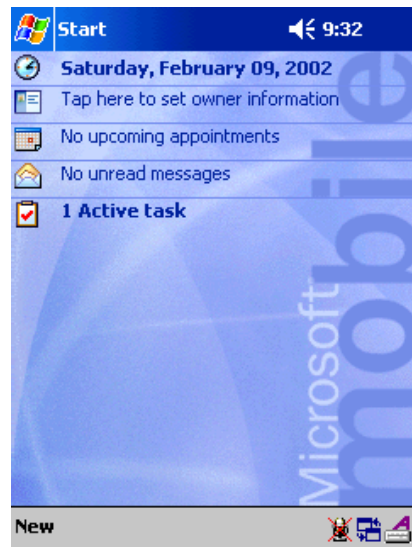 Start 9:32
Saturday, February 09, 2002
Tap here to set owner information
No upcoming appointments
No unread messages
1 Active task
Microsoft
mobile
New